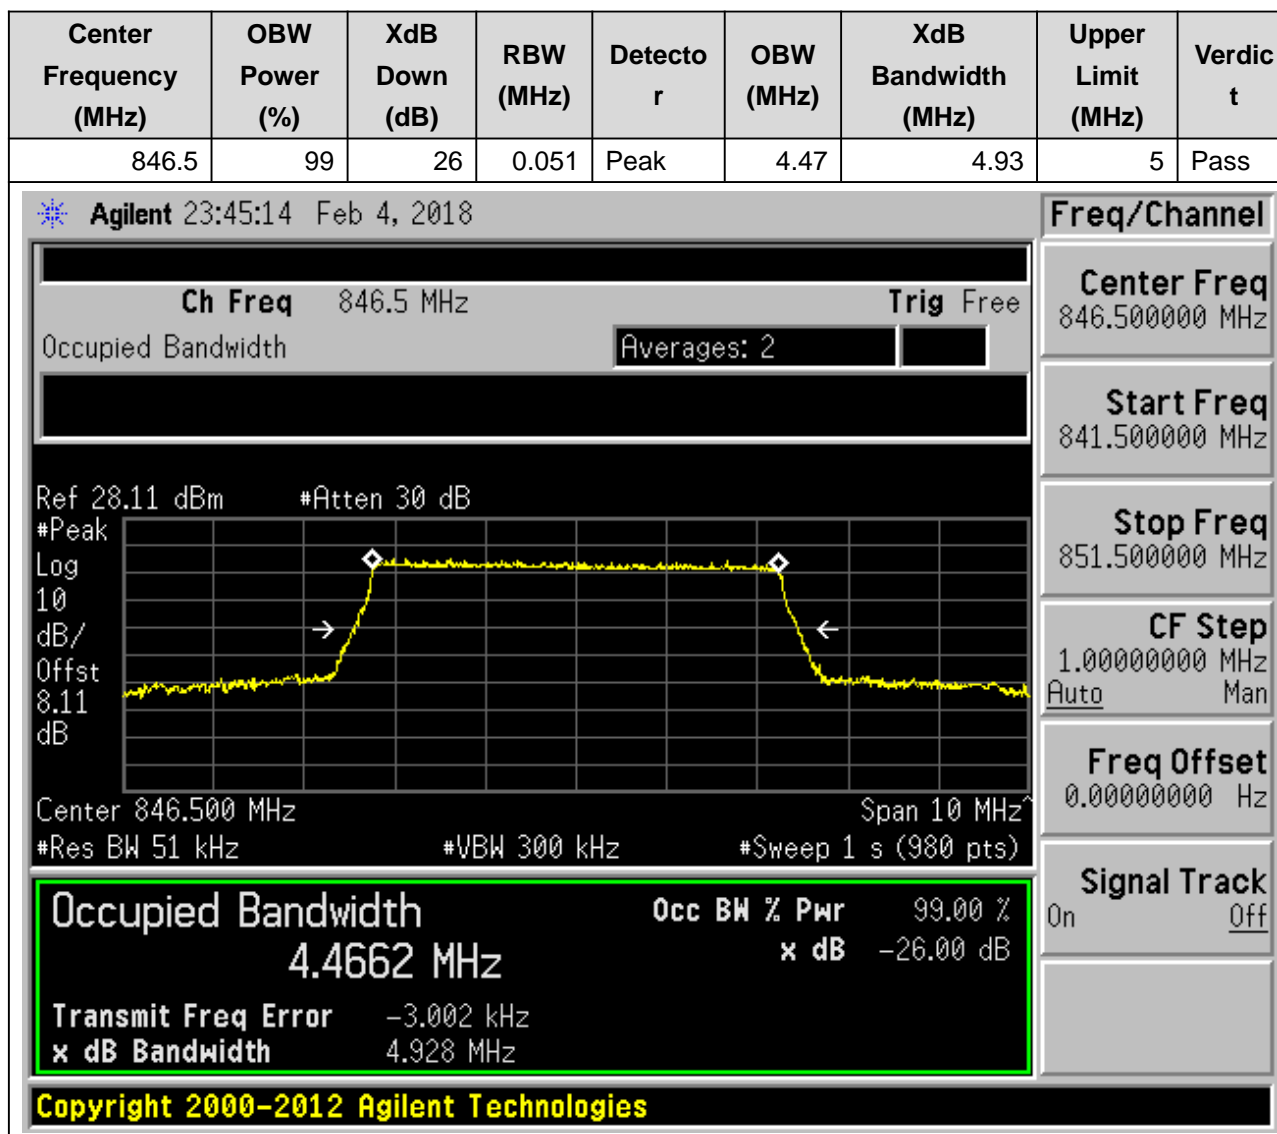 Center Frequency (MHz) OBW Power (%) XdB Down (dB) RBW (MHz) Detecto r OBW (MHz) XdB Bandwidth (MHz) Upper Limit (MHz) Verdic t
846.5 99 26 0.051 Peak 4.47 4.93 5 Pass
Agilent 23:45:14 Feb 4, 2018
Freq/Channel
Ch Freq 846.5 MHz Trig Free
Occupied Bandwidth Averages: 2
Center Freq
846.500000 MHz
Start Freq
841.500000 MHz
Stop Freq
851.500000 MHz
CF Step
1.00000000 MHz
Auto Man
Freq Offset
0.00000000 Hz
Signal Track
On Off
Ref 28.11 dBm #Atten 30 dB
#Peak
Log
10
dB/
Offst
8.11
dB
Center 846.500 MHz Span 10 MHz^
#Res BW 51 kHz #VBW 300 kHz #Sweep 1 s (980 pts)
Occupied Bandwidth Occ BW % Pwr 99.00 %
4.4662 MHz x dB -26.00 dB
Transmit Freq Error -3.002 kHz
x dB Bandwidth 4.928 MHz
Copyright 2000-2012 Agilent Technologies